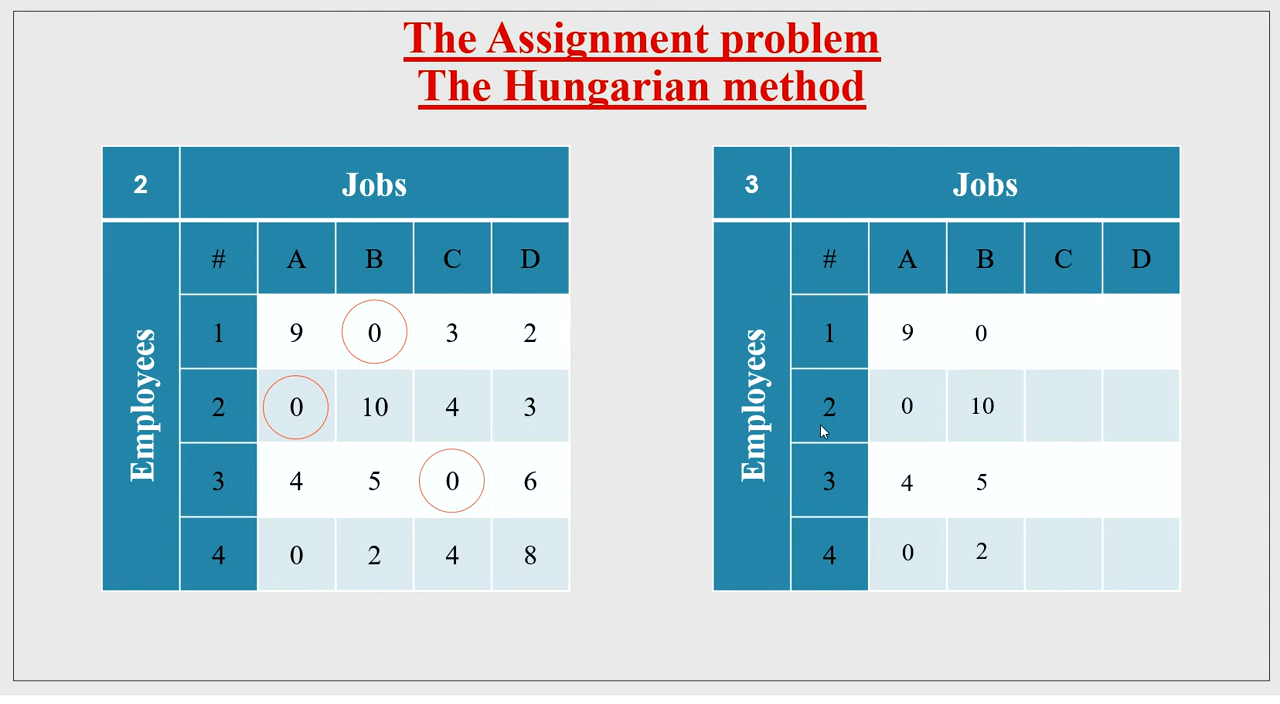 The Assignment problem
The Hungarian method
2 Jobs
Employees
# A B C D
1 9 0 3 2
2 0 10 4 3
3 4 5 0 6
4 0 2 4 8
3 Jobs
Employees
# A B C D
1 9 0
2 0 10
3 4 5
4 0 2